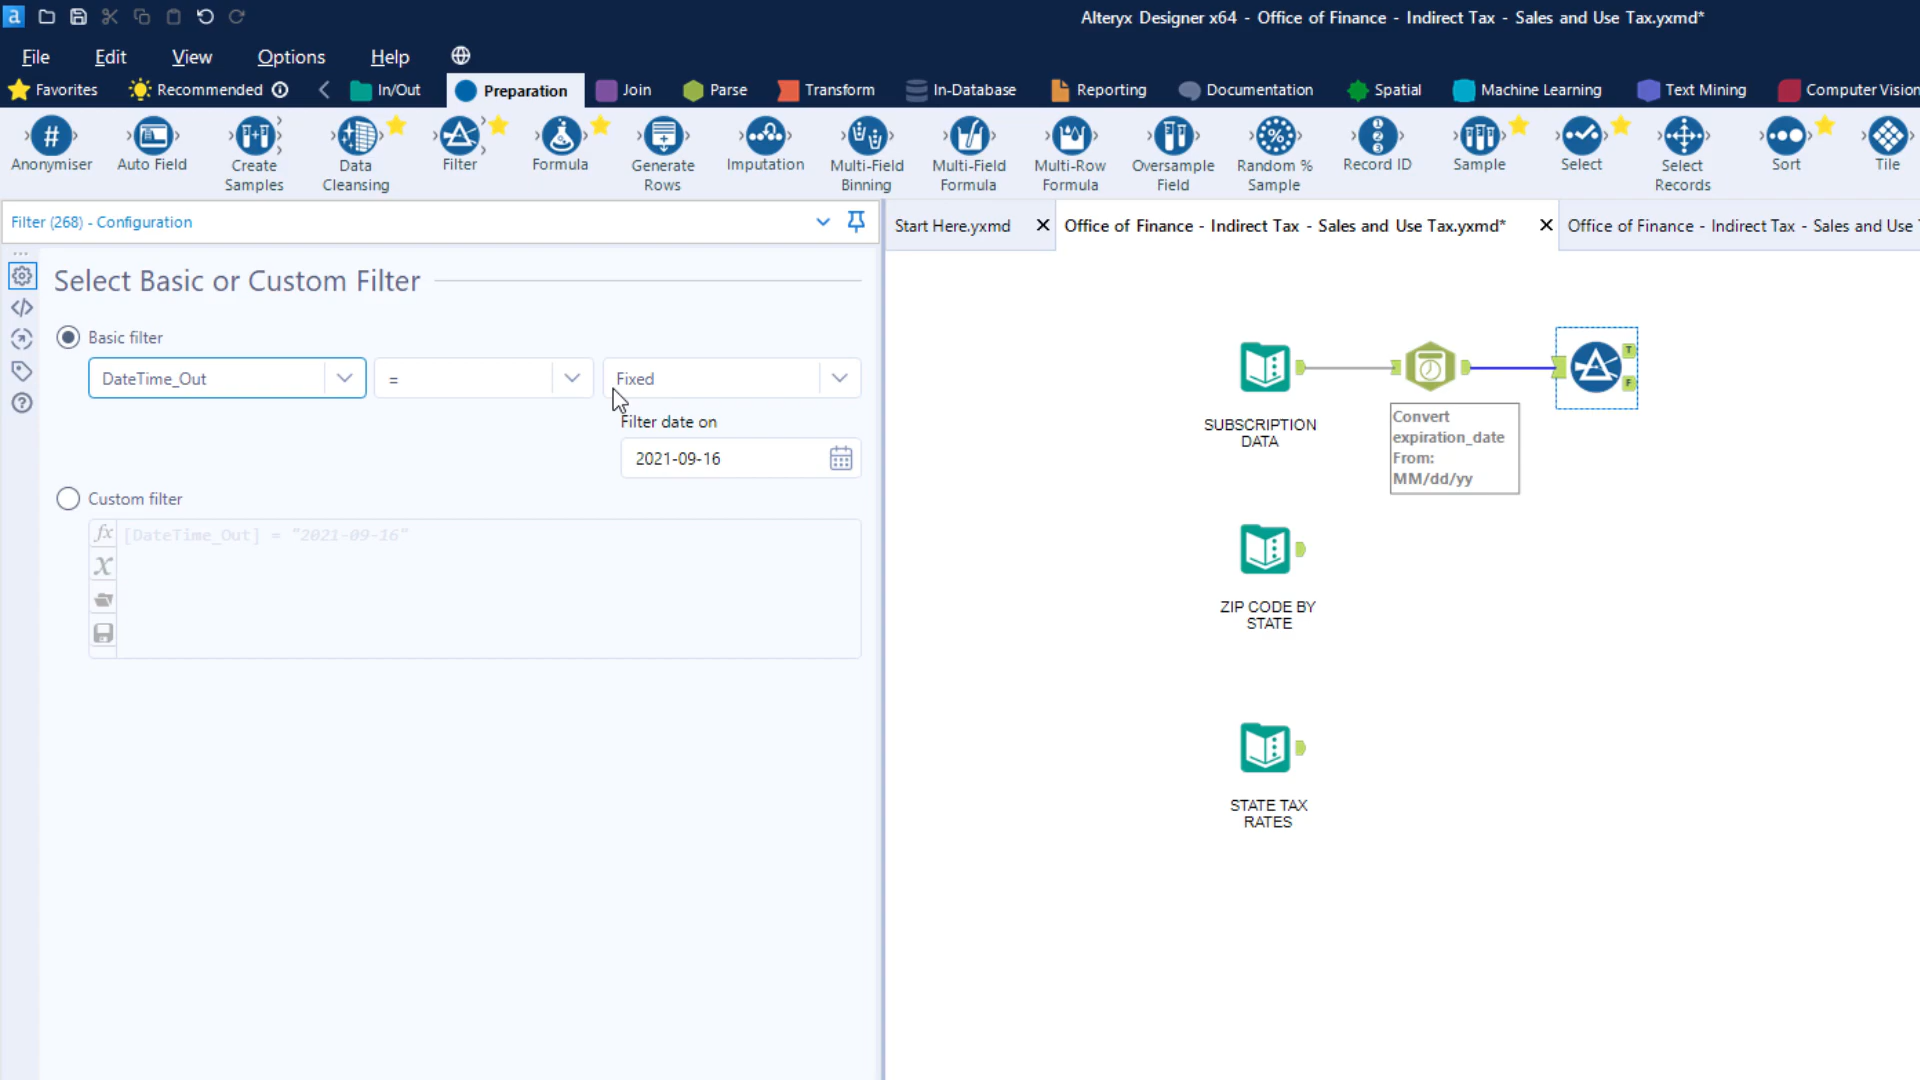 a
Alteryx Designer x64 - Office of Finance - Indirect Tax - Sales and Use Tax.yxmd*
File Edit View Options Help
Favorites Recommended In/Out Preparation Join Parse Transform In-Database Reporting Documentation Spatial Machine Learning Text Mining Computer Vision
Anonymiser
Auto Field
Create
Samples
Data
Cleansing
Filter
Formula
Generate
Rows
Imputation
Multi-Field
Binning
Multi-Field
Formula
Multi-Row
Formula
Oversample
Field
Random %
Sample
Record ID
Sample
Select
Select
Records
Sort
Tile
Filter (268) - Configuration
Start Here.yxmd
Office of Finance - Indirect Tax - Sales and Use Tax.yxmd*
Office of Finance - Indirect Tax - Sales and Use
Select Basic or Custom Filter
Basic filter
DateTime_Out
=
Fixed
Filter date on
2021-09-16
Custom filter
fx
[DateTime_Out] = "2021-09-16"
X
SUBSCRIPTION
DATA
Convert
expiration_date
From:
MM/dd/yy
T
F
ZIP CODE BY
STATE
STATE TAX
RATES